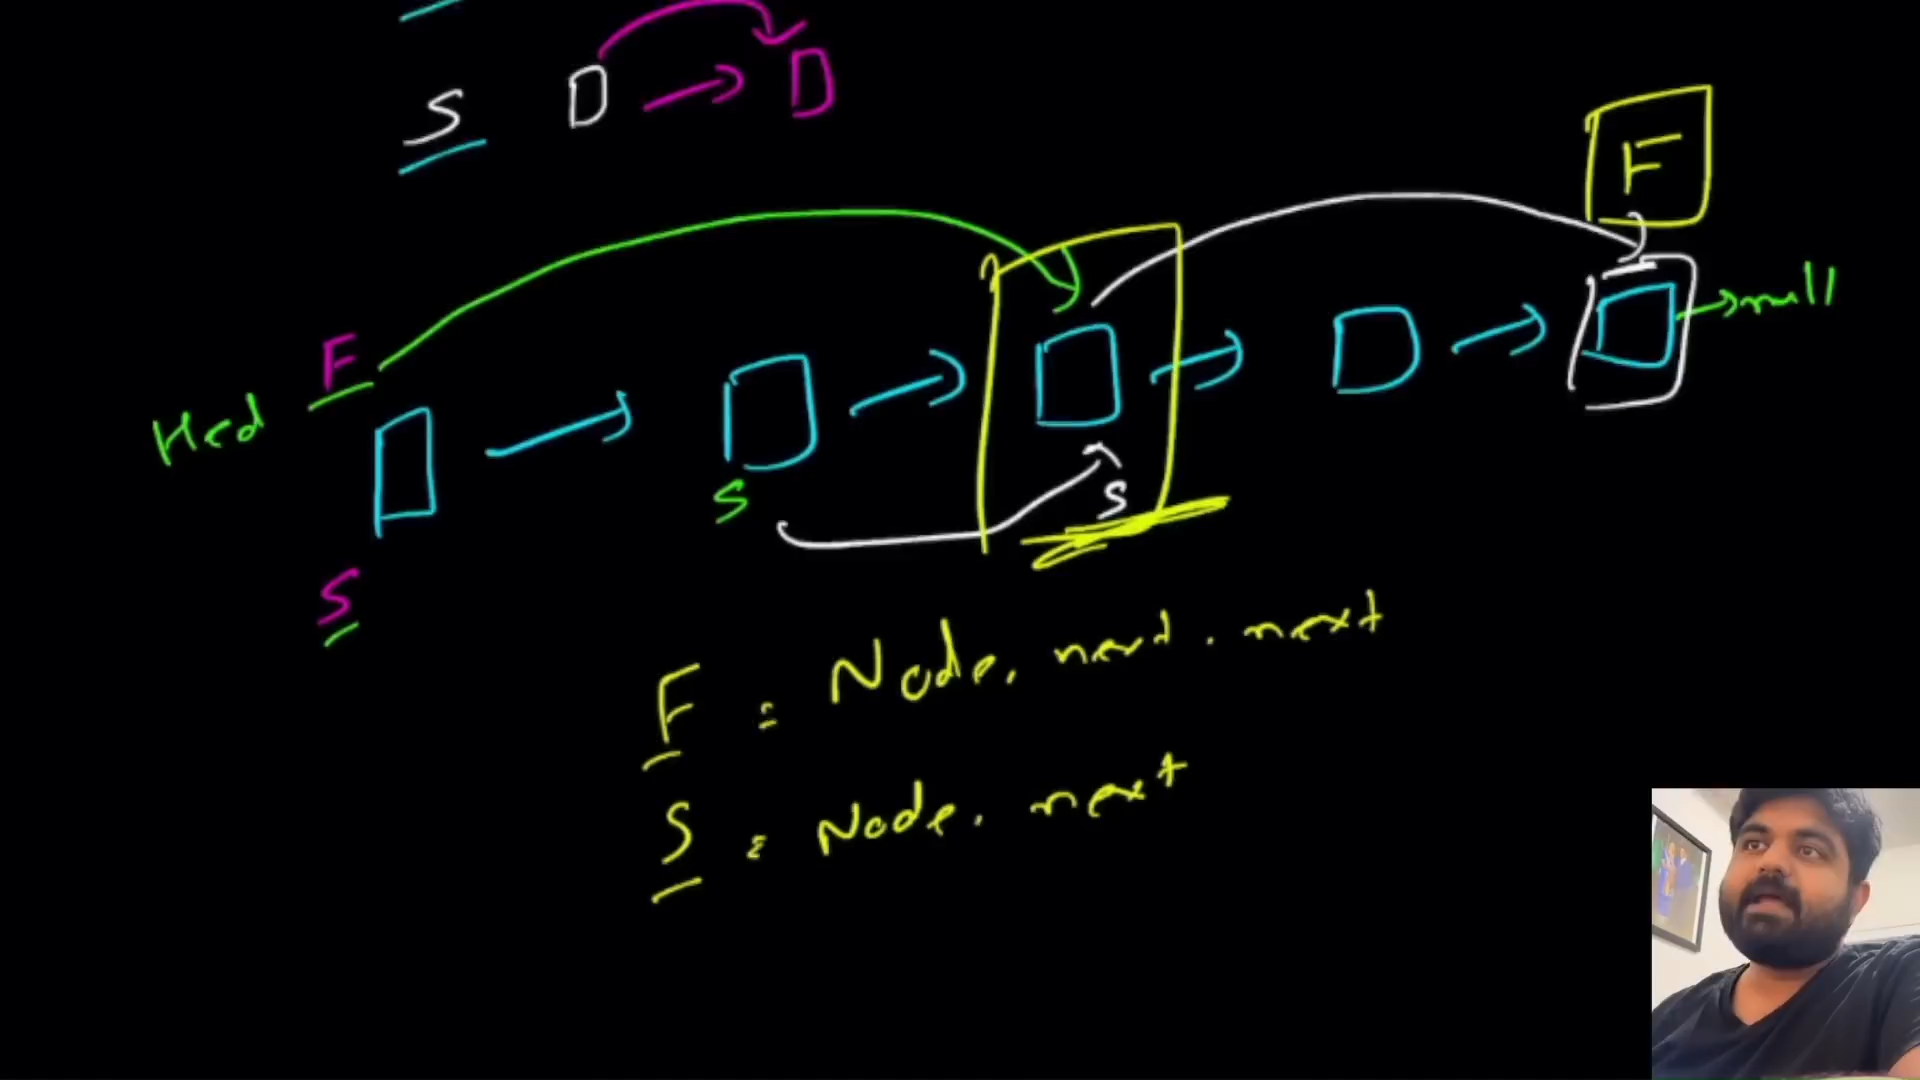 S
F
F
Hed
null
S
S
S
F = Node. next. next
S = Node. next